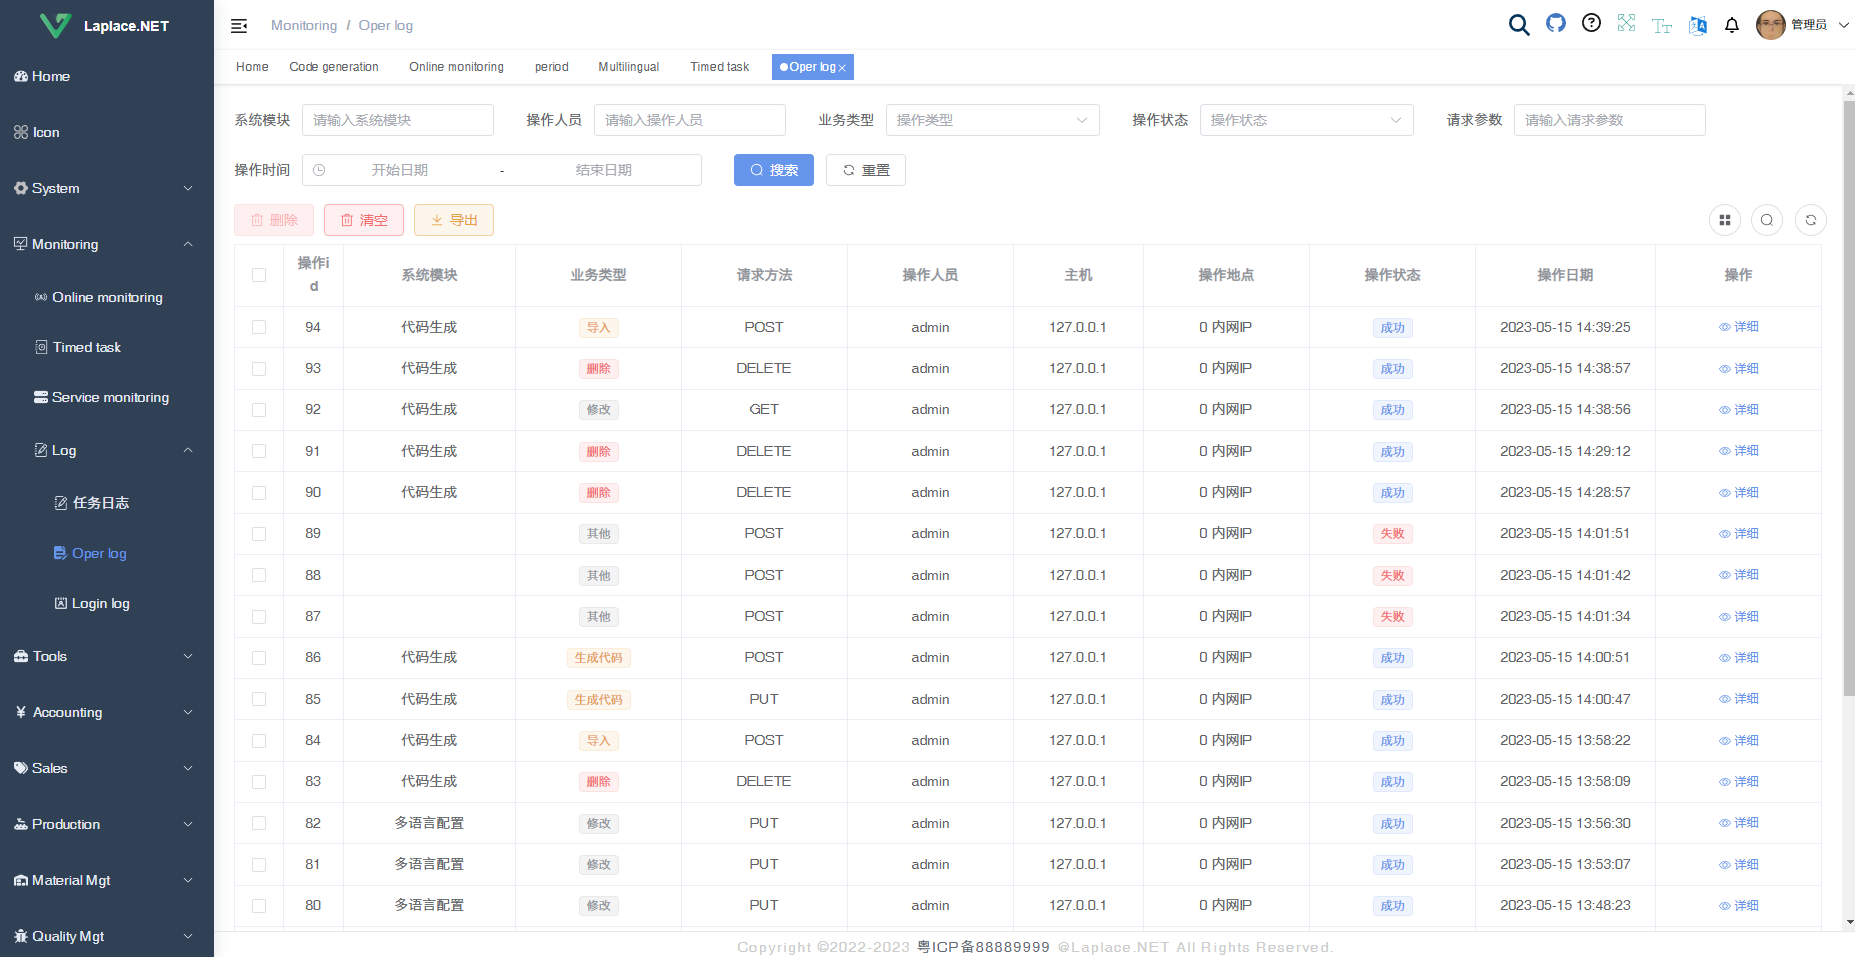 Laplace.NET
Monitoring / Oper log
管理员
Home Code generation Online monitoring period Multilingual Timed task Oper log
Home
Icon
System
Monitoring
Online monitoring
Timed task
Service monitoring
Log
任务日志
Oper log
Login log
Tools
Accounting
Sales
Production
Material Mgt
Quality Mgt
系统模块 请输入系统模块 操作人员 请输入操作人员 业务类型 操作类型 操作状态 操作状态 请求参数 请输入请求参数
操作时间 开始日期 - 结束日期 搜索 重置
删除 清空 导出
操作id 系统模块 业务类型 请求方法 操作人员 主机 操作地点 操作状态 操作日期 操作
94 代码生成 导入 POST admin 127.0.0.1 0 内网IP 成功 2023-05-15 14:39:25 详细
93 代码生成 删除 DELETE admin 127.0.0.1 0 内网IP 成功 2023-05-15 14:38:57 详细
92 代码生成 修改 GET admin 127.0.0.1 0 内网IP 成功 2023-05-15 14:38:56 详细
91 代码生成 删除 DELETE admin 127.0.0.1 0 内网IP 成功 2023-05-15 14:29:12 详细
90 代码生成 删除 DELETE admin 127.0.0.1 0 内网IP 成功 2023-05-15 14:28:57 详细
89 其他 POST admin 127.0.0.1 0 内网IP 失败 2023-05-15 14:01:51 详细
88 其他 POST admin 127.0.0.1 0 内网IP 失败 2023-05-15 14:01:42 详细
87 其他 POST admin 127.0.0.1 0 内网IP 失败 2023-05-15 14:01:34 详细
86 代码生成 生成代码 POST admin 127.0.0.1 0 内网IP 成功 2023-05-15 14:00:51 详细
85 代码生成 生成代码 PUT admin 127.0.0.1 0 内网IP 成功 2023-05-15 14:00:47 详细
84 代码生成 导入 POST admin 127.0.0.1 0 内网IP 成功 2023-05-15 13:58:22 详细
83 代码生成 删除 DELETE admin 127.0.0.1 0 内网IP 成功 2023-05-15 13:58:09 详细
82 多语言配置 修改 PUT admin 127.0.0.1 0 内网IP 成功 2023-05-15 13:56:30 详细
81 多语言配置 修改 PUT admin 127.0.0.1 0 内网IP 成功 2023-05-15 13:53:07 详细
80 多语言配置 修改 PUT admin 127.0.0.1 0 内网IP 成功 2023-05-15 13:48:23 详细
Copyright ©2022-2023 粤ICP备88889999 @Laplace.NET All Rights Reserved.